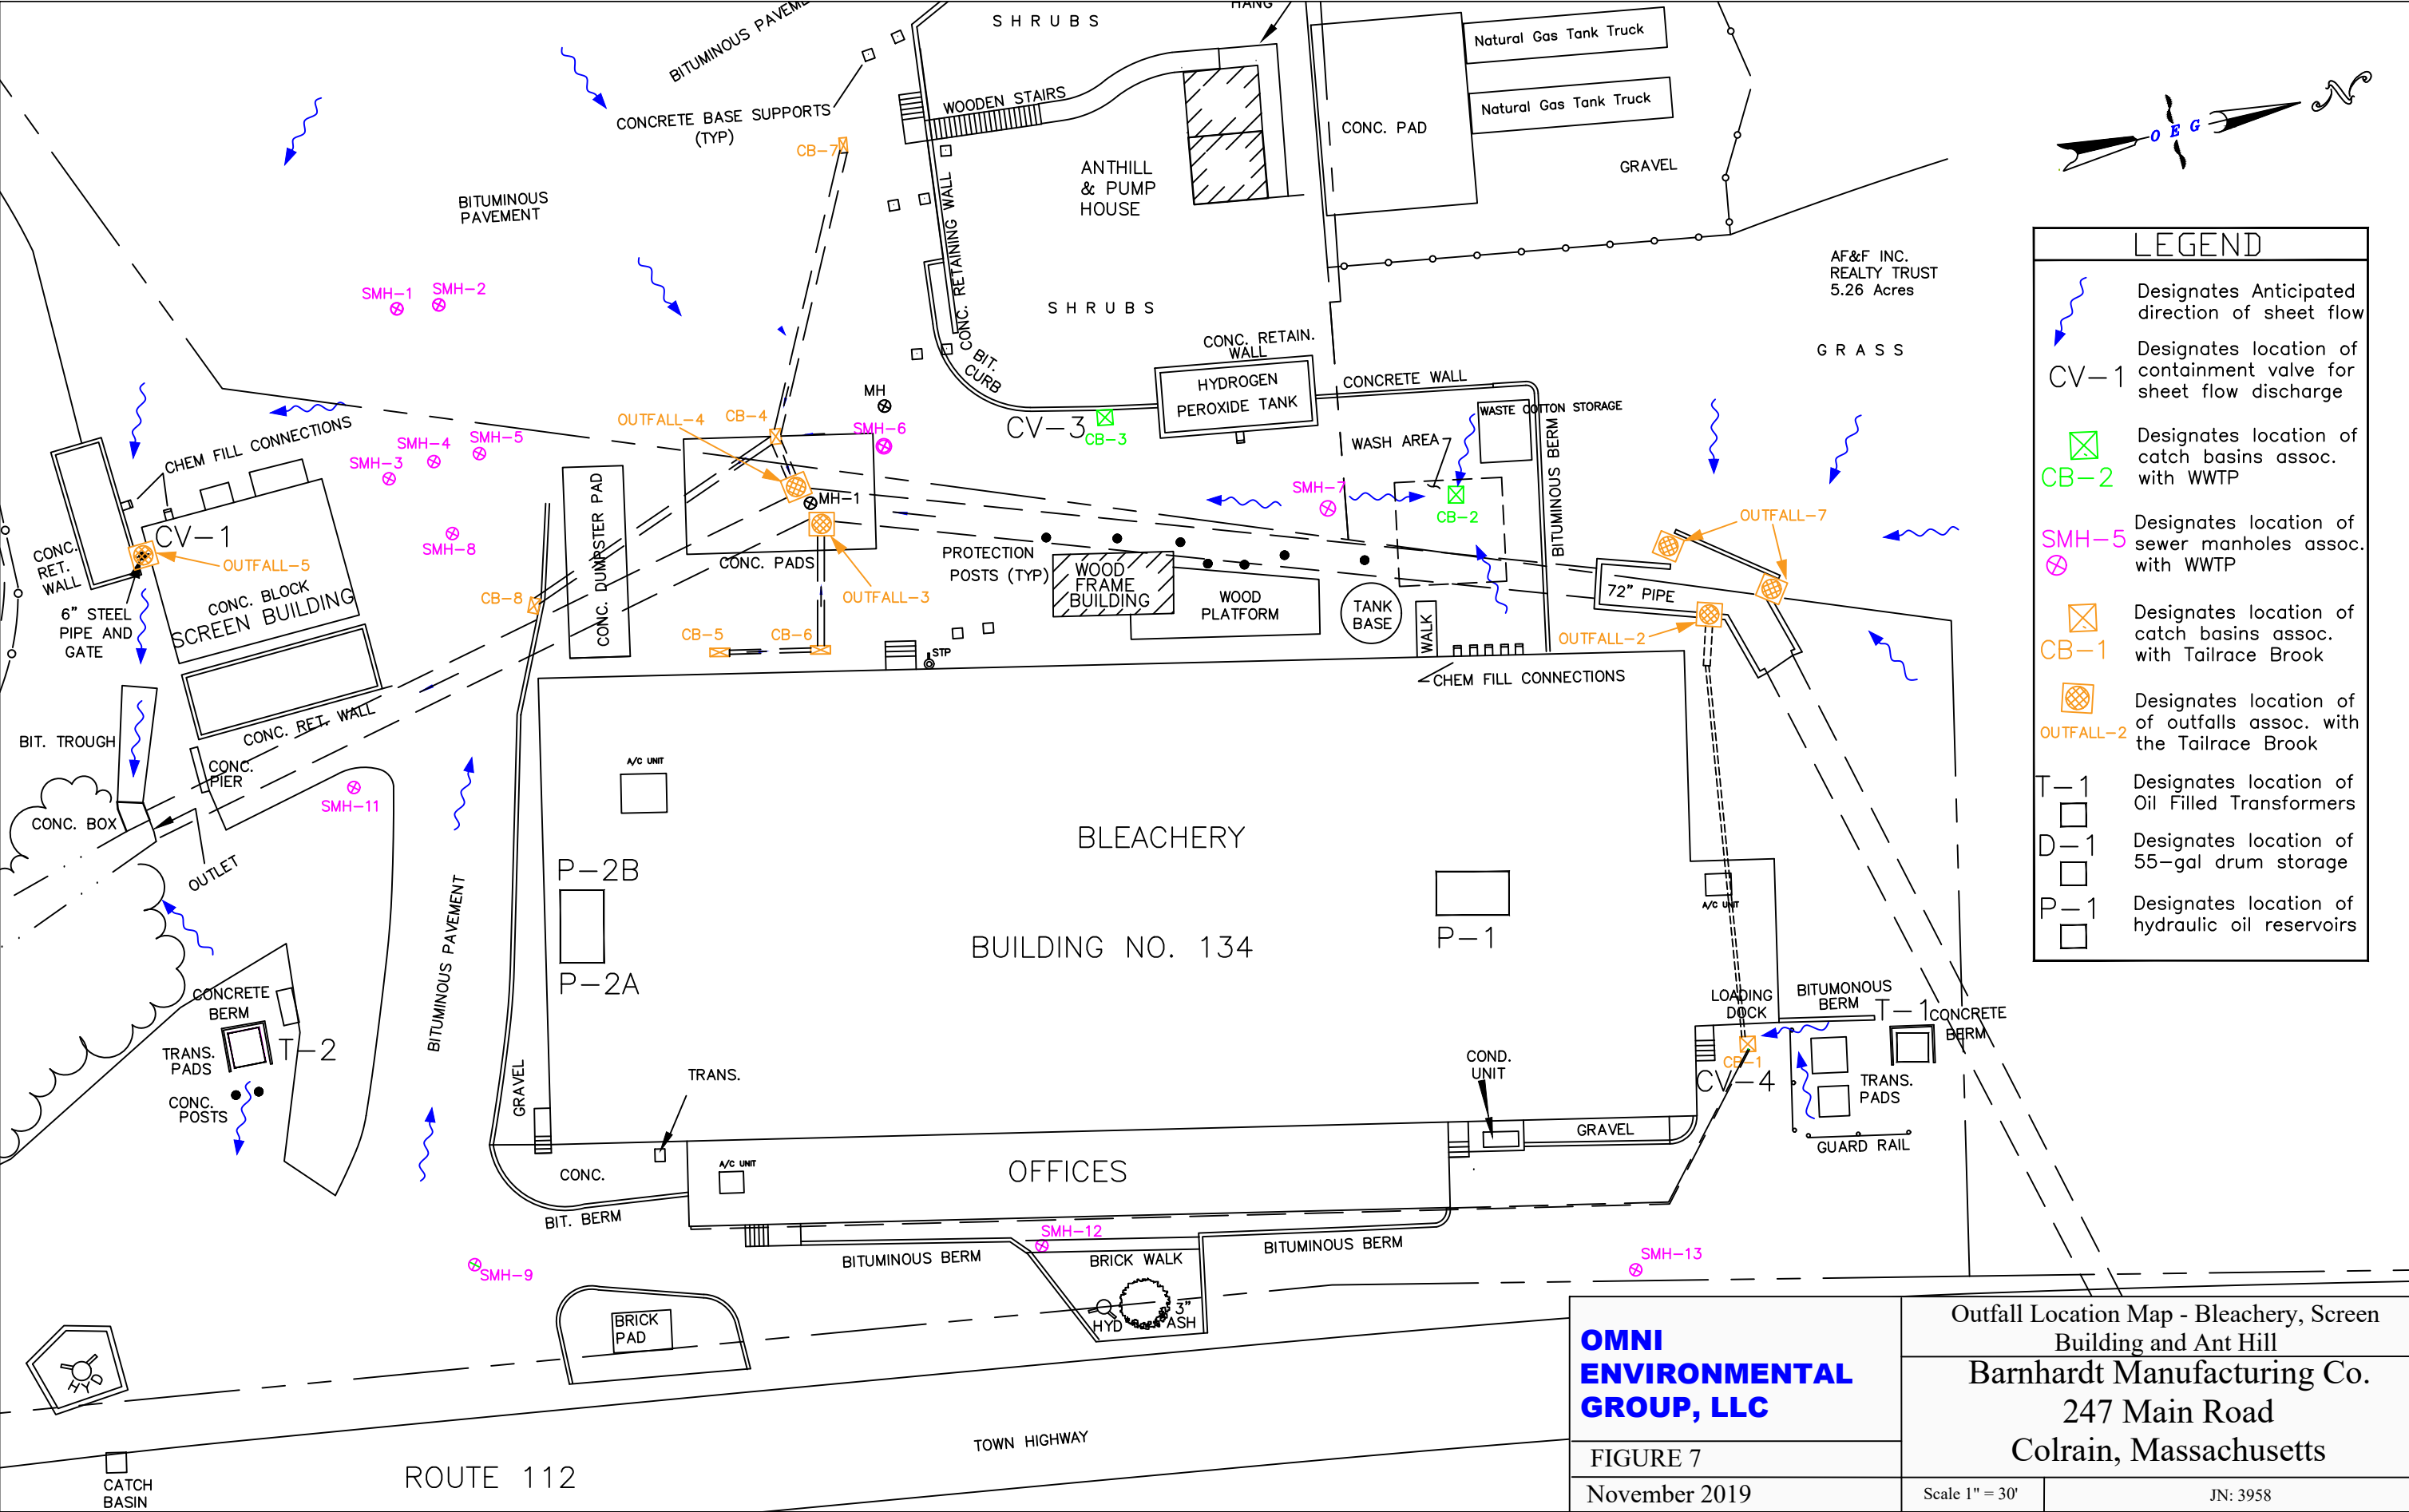 BITUMINOUS PAVEME
SHRUBS
HANG
Natural Gas Tank Truck
Natural Gas Tank Truck
CONCRETE BASE SUPPORTS
(TYP)
WOODEN STAIRS
CONC. PAD
GRAVEL
CB-7
ANTHILL
& PUMP
HOUSE
BITUMINOUS
PAVEMENT
CONC. RETAINING WALL
O E G
N
AF&F INC.
REALTY TRUST
5.26 Acres
SMH-1
SMH-2
SHRUBS
GRASS
BIT.
CURB
CONC. RETAIN.
WALL
HYDROGEN
PEROXIDE TANK
CONCRETE WALL
MH
OUTFALL-4
CB-4
CV-3
CB-3
SMH-6
WASTE COTTON STORAGE
WASH AREA
BITUMINOUS BERM
CHEM FILL CONNECTIONS
SMH-4
SMH-5
SMH-3
SMH-7
CB-2
MH-1
OUTFALL-7
CV-1
CONC.
RET.
WALL
OUTFALL-5
SMH-8
CONC. DUMPSTER PAD
CONC. PADS
PROTECTION
POSTS (TYP)
WOOD
FRAME
BUILDING
WOOD
PLATFORM
TANK
BASE
WALK
72" PIPE
OUTFALL-3
CB-8
CB-5
CB-6
OUTFALL-2
STP
6" STEEL
PIPE AND
GATE
CONC. BLOCK
SCREEN BUILDING
CHEM FILL CONNECTIONS
BIT. TROUGH
CONC. RET. WALL
CONC.
PIER
A/C UNIT
CONC. BOX
SMH-11
OUTLET
BLEACHERY
P-2B
P-1
A/C UNIT
BUILDING NO. 134
P-2A
BITUMINOUS PAVEMENT
CONCRETE
BERM
TRANS.
PADS
T-2
CONC.
POSTS
GRAVEL
TRANS.
COND.
UNIT
LOADING
DOCK
BITUMONOUS
BERM
T-1
CONCRETE
BERM
CB-1
CV-4
TRANS.
PADS
GUARD RAIL
GRAVEL
CONC.
A/C UNIT
OFFICES
BIT. BERM
SMH-12
SMH-9
BITUMINOUS BERM
BRICK WALK
BITUMINOUS BERM
SMH-13
BRICK
PAD
HYD
3"
ASH
HYD
TOWN HIGHWAY
ROUTE 112
CATCH
BASIN
LEGEND
Designates Anticipated
direction of sheet flow
CV-1
Designates location of
containment valve for
sheet flow discharge
CB-2
Designates location of
catch basins assoc.
with WWTP
SMH-5
Designates location of
sewer manholes assoc.
with WWTP
CB-1
Designates location of
catch basins assoc.
with Tailrace Brook
OUTFALL-2
Designates location of
of outfalls assoc. with
the Tailrace Brook
T-1
Designates location of
Oil Filled Transformers
D-1
Designates location of
55-gal drum storage
P-1
Designates location of
hydraulic oil reservoirs
OMNI
ENVIRONMENTAL
GROUP, LLC
FIGURE 7
November 2019
Outfall Location Map - Bleachery, Screen
Building and Ant Hill
Barnhardt Manufacturing Co.
247 Main Road
Colrain, Massachusetts
Scale 1" = 30'
JN: 3958